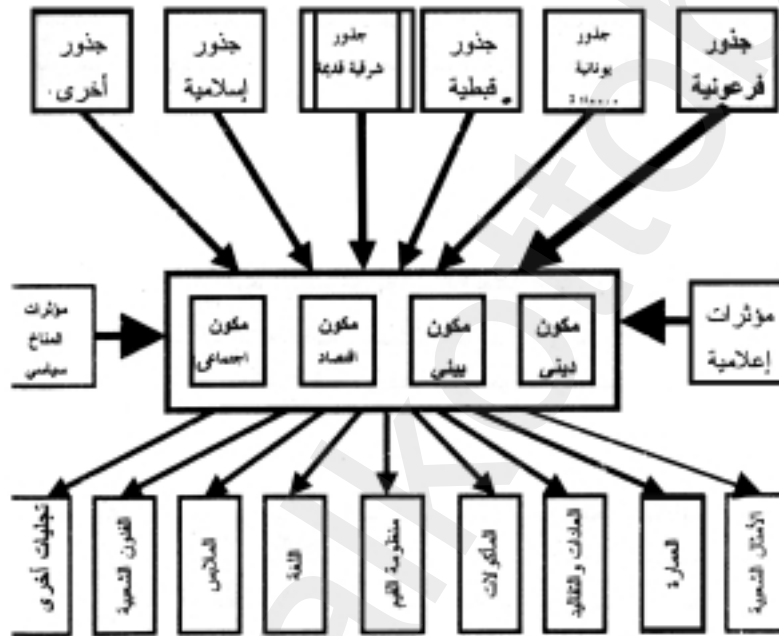 جذور
فرعونية
جذور
يونانية
جذور
قبطية
جذور
شرقية قديمة
جذور
إسلامية
جذور
أخرى
مؤثرات
إعلامية
مكون
ديني
مكون
بيئي
مكون
اقتصاد
مكون
اجتماعي
مؤثرات
المناخ
سياسي
الأمثال الشعبية
العمارة
العادات والتقاليد
المأكولات
منظومة القيم
اللغة
الملابس
الفنون الشعبية
تجليات أخرى